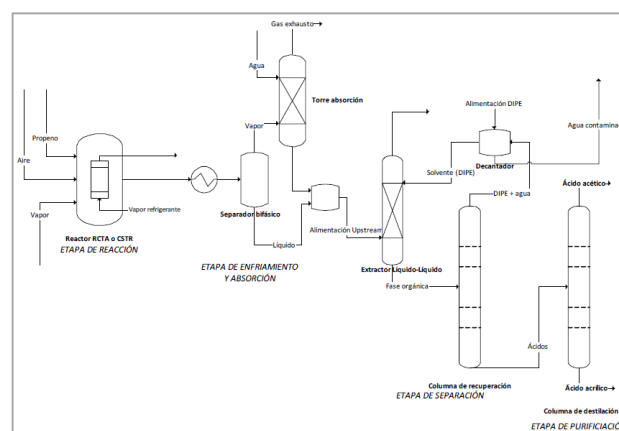 Gas exhausto
Agua
Torre absorción
Alimentación DIPE
Propeno
Vapor
Agua contamina
Aire
Decantador
Solvente (DIPE)
Ácido acético
DIPE + agua
Vapor
Vapor refrigerante
Separador bifásico
Reactor RCTA o CSTR
ETAPA DE REACCIÓN
Líquido
Alimentación Upstream
ETAPA DE ENFRIAMIENTO
Y ABSORCIÓN
Extractor Líquido-Líquido
Fase orgánica
Ácidos
Columna de recuperación
ETAPA DE SEPARACIÓN
Ácido acrílico
Columna de destilación
ETAPA DE PURIFICIACIÓ